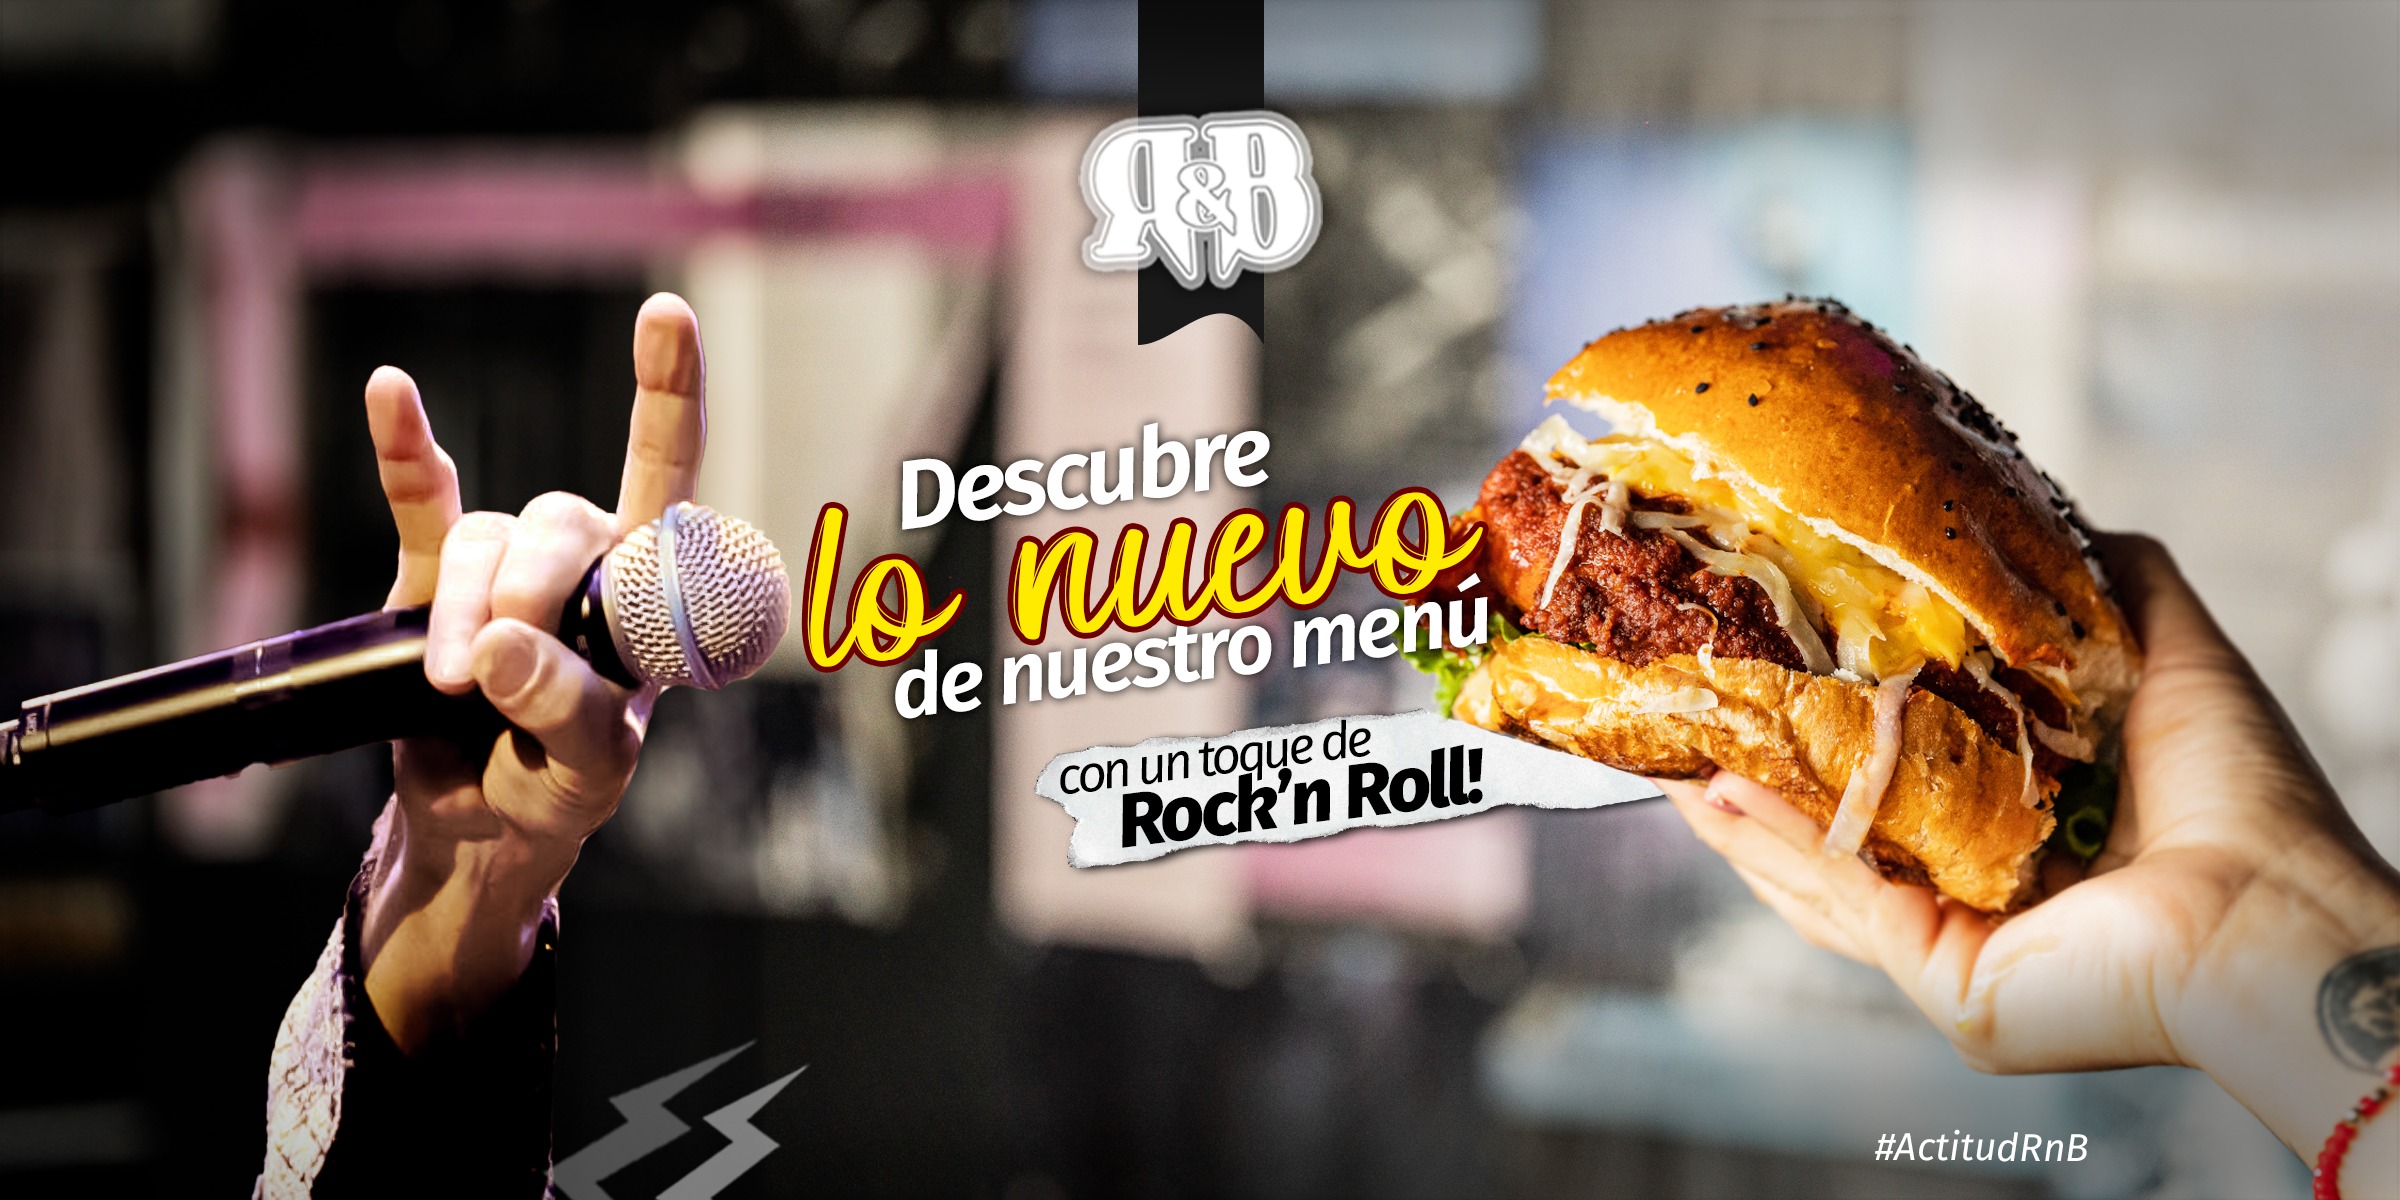 R&B
Descubre
lo nuevo
de nuestro menú
con un toque de
Rock'n Roll!
#ActitudRnB